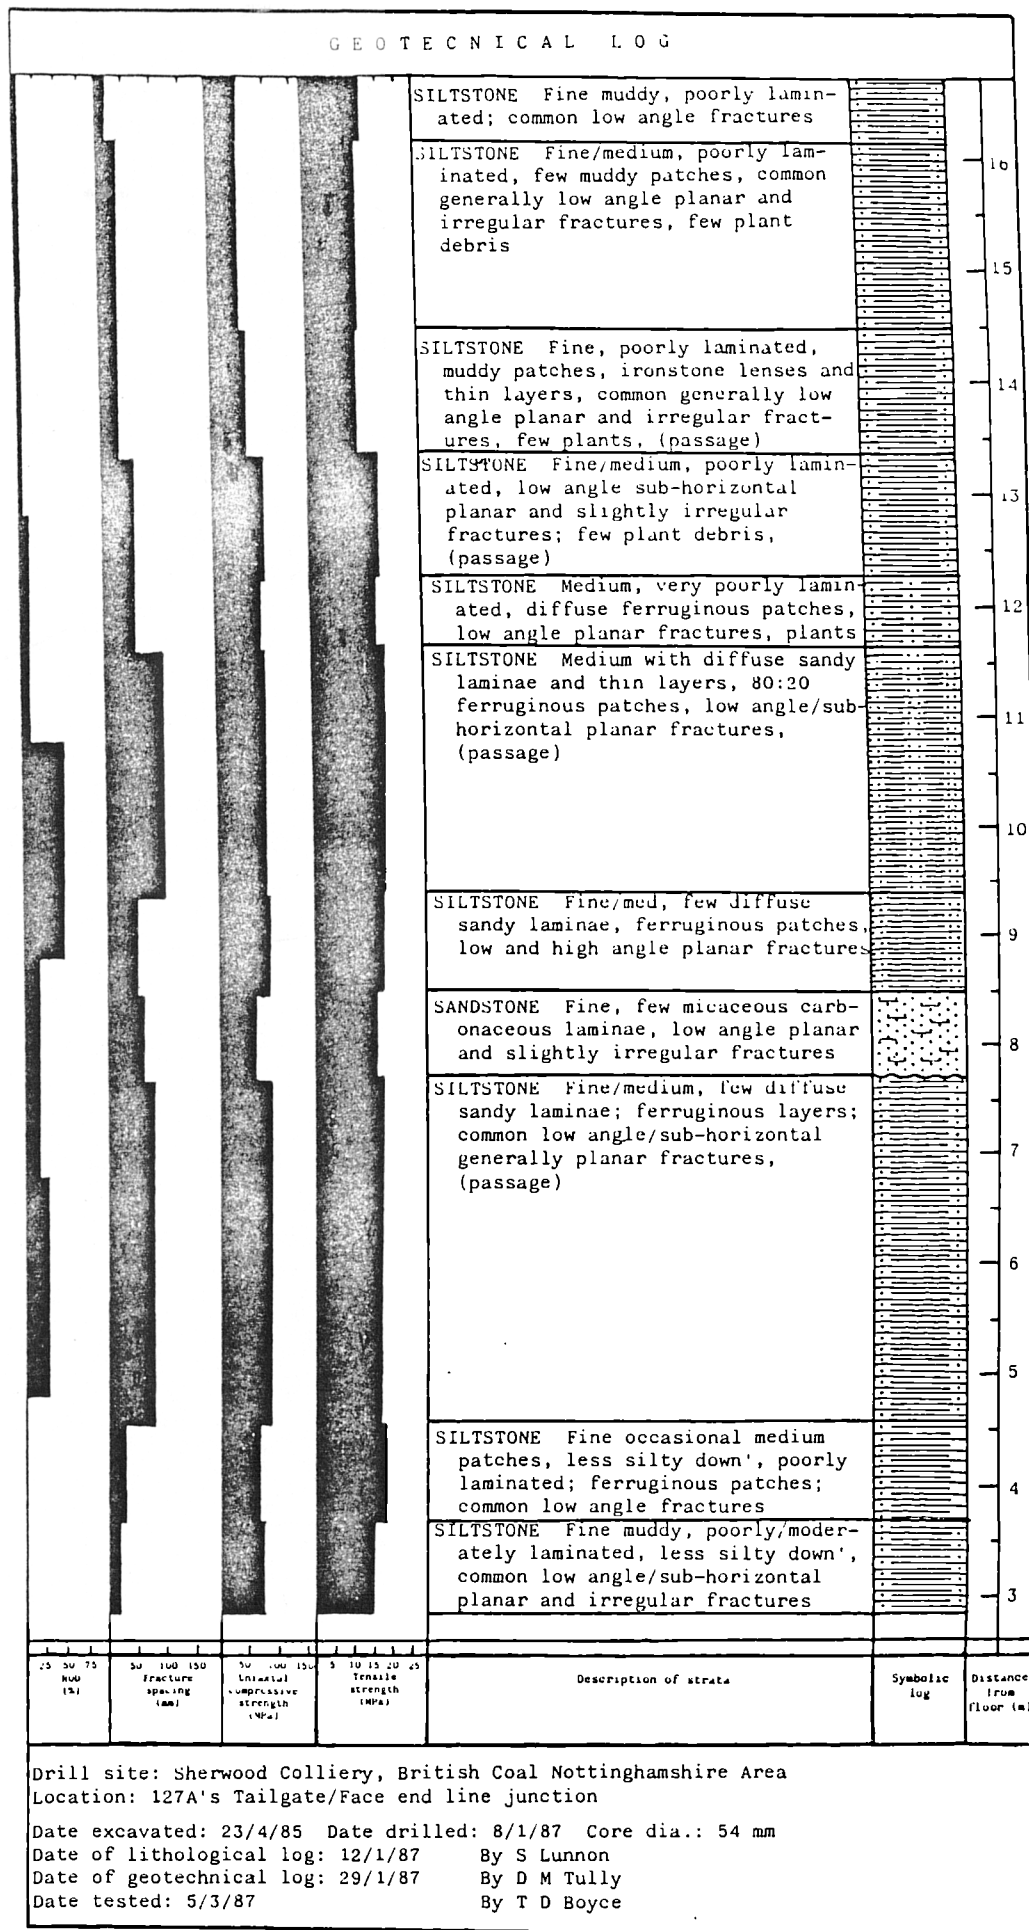 GEOTECNICAL LOG
SILTSTONE Fine muddy, poorly lamin-
ated; common low angle fractures
SILTSTONE Fine/medium, poorly lam-
inated, few muddy patches, common
generally low angle planar and
irregular fractures, few plant
debris
SILTSTONE Fine, poorly laminated,
muddy patches, ironstone lenses and
thin layers, common generally low
angle planar and irregular fract-
ures, few plants, (passage)
SILTSTONE Fine/medium, poorly lamin-
ated, low angle sub-horizontal
planar and slightly irregular
fractures; few plant debris,
(passage)
SILTSTONE Medium, very poorly lamin-
ated, diffuse ferruginous patches,
low angle planar fractures, plants
SILTSTONE Medium with diffuse sandy
laminae and thin layers, 80:20
ferruginous patches, low angle/sub-
horizontal planar fractures,
(passage)
SILTSTONE Fine/med, few diffuse
sandy laminae, ferruginous patches,
low and high angle planar fractures
SANDSTONE Fine, few micaceous carb-
onaceous laminae, low angle planar
and slightly irregular fractures
SILTSTONE Fine/medium, few diffuse
sandy laminae; ferruginous layers;
common low angle/sub-horizontal
generally planar fractures,
(passage)
SILTSTONE Fine occasional medium
patches, less silty down', poorly
laminated; ferruginous patches;
common low angle fractures
SILTSTONE Fine muddy, poorly/moder-
ately laminated, less silty down',
common low angle/sub-horizontal
planar and irregular fractures
16
15
14
13
12
11
10
9
8
7
6
5
4
3
25 50 75
RQD
(%)
50 100 150
Fracture
spacing
(mm)
50 100 150
Uniaxial
compressive
strength
(MPa)
5 10 15 20 25
Tensile
strength
(MPa)
Description of strata
Symbolic
log
Distance
from
floor (m)
Drill site: Sherwood Colliery, British Coal Nottinghamshire Area
Location: 127A's Tailgate/Face end line junction
Date excavated: 23/4/85 Date drilled: 8/1/87 Core dia.: 54 mm
Date of lithological log: 12/1/87 By S Lunnon
Date of geotechnical log: 29/1/87 By D M Tully
Date tested: 5/3/87 By T D Boyce